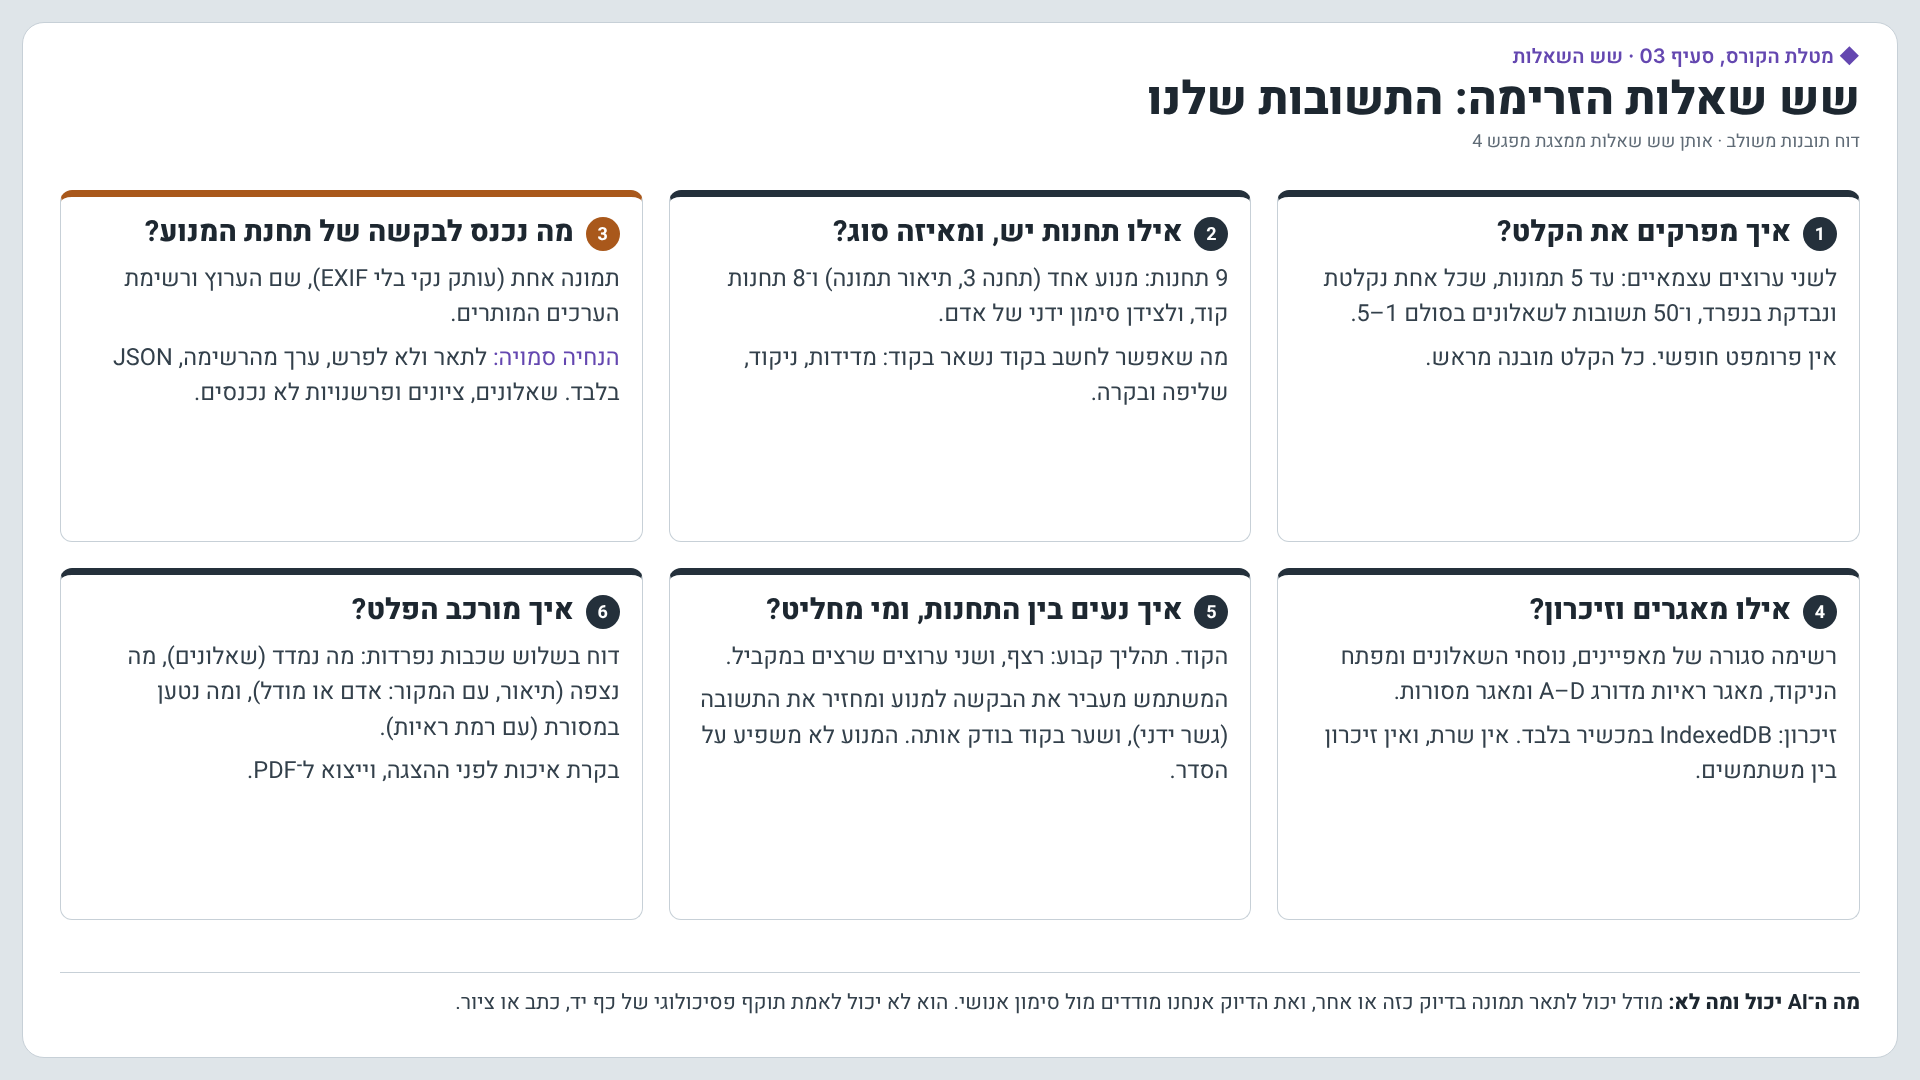 ◆ מטלת הקורס, סעיף 03 · שש השאלות
שש שאלות הזרימה: התשובות שלנו
דוח תובנות משולב · אותן שש שאלות ממצגת מפגש 4
1 איך מפרקים את הקלט?
לשני ערוצים עצמאיים: עד 5 תמונות, שכל אחת נקלטת
ונבדקת בנפרד, ו־50 תשובות לשאלונים בסולם 1–5.
אין פרומפט חופשי. כל הקלט מובנה מראש.
2 אילו תחנות יש, ומאיזה סוג?
9 תחנות: מנוע אחד (תחנה 3, תיאור תמונה) ו־8 תחנות
קוד, ולצידן סימון ידני של אדם.
מה שאפשר לחשב בקוד נשאר בקוד: מדידות, ניקוד,
שליפה ובקרה.
3 מה נכנס לבקשה של תחנת המנוע?
תמונה אחת (עותק נקי בלי EXIF), שם הערוץ ורשימת
הערכים המותרים.
הנחיה סמויה: לתאר ולא לפרש, ערך מהרשימה, JSON
בלבד. שאלונים, ציונים ופרשנויות לא נכנסים.
4 אילו מאגרים וזיכרון?
רשימה סגורה של מאפיינים, נוסחי השאלונים ומפתח
הניקוד, מאגר ראיות מדורג A–D ומאגר מסורות.
זיכרון: IndexedDB במכשיר בלבד. אין שרת, ואין זיכרון
בין משתמשים.
5 איך נעים בין התחנות, ומי מחליט?
הקוד. תהליך קבוע: רצף, ושני ערוצים שרצים במקביל.
המשתמש מעביר את הבקשה למנוע ומחזיר את התשובה
(גשר ידני), ושער בקוד בודק אותה. המנוע לא משפיע על
הסדר.
6 איך מורכב הפלט?
דוח בשלוש שכבות נפרדות: מה נמדד (שאלונים), מה
נצפה (תיאור, עם המקור: אדם או מודל), ומה נטען
במסורת (עם רמת ראיות).
בקרת איכות לפני ההצגה, וייצוא ל־PDF.
מה ה־AI יכול ומה לא: מודל יכול לתאר תמונה בדיוק כזה או אחר, ואת הדיוק אנחנו מודדים מול סימון אנושי. הוא לא יכול לאמת תוקף פסיכולוגי של כף יד, כתב או ציור.